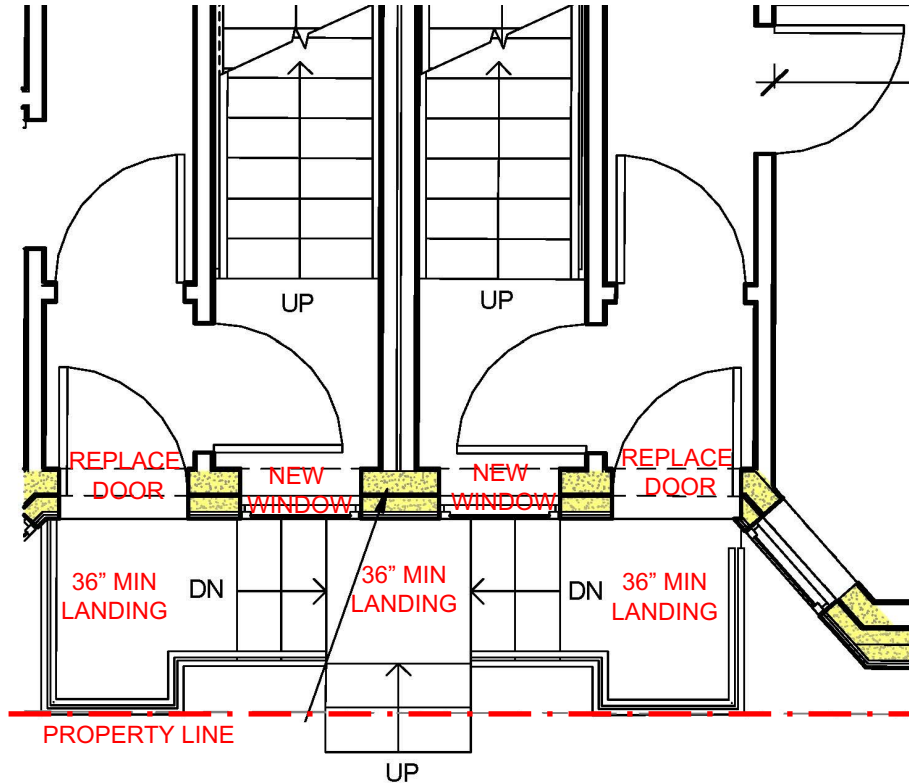 UP
UP
REPLACE
DOOR
NEW
WINDOW
NEW
WINDOW
REPLACE
DOOR
36” MIN
LANDING
DN
36” MIN
LANDING
DN
36” MIN
LANDING
PROPERTY LINE
UP